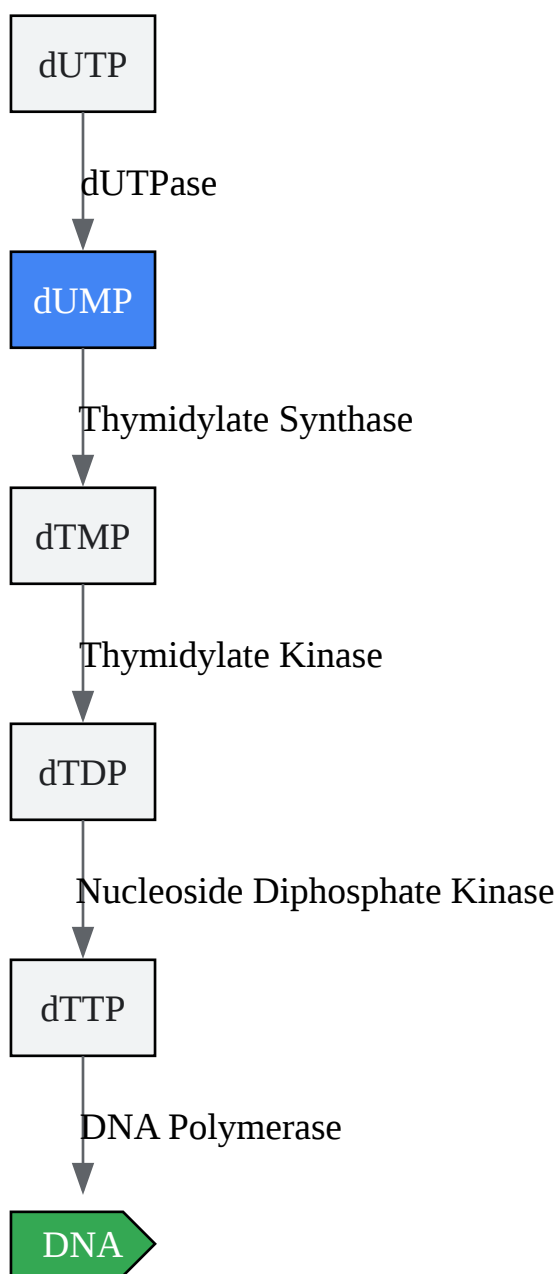 dUTP
dUTPase
dUMP
Thymidylate Synthase
dTMP
Thymidylate Kinase
dTDP
Nucleoside Diphosphate Kinase
dTTP
DNA Polymerase
DNA